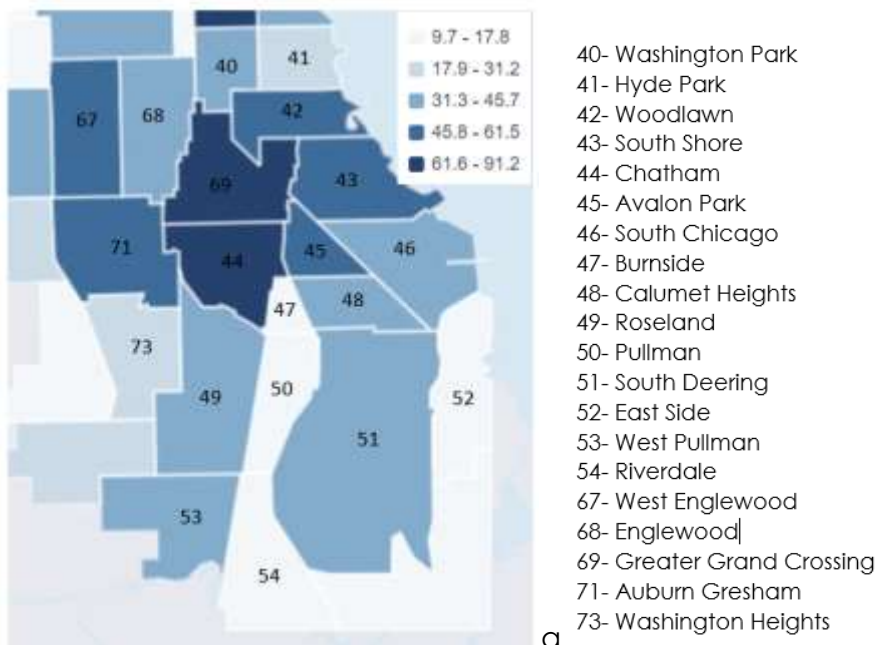 9.7 - 17.8
17.9 - 31.2
31.3 - 45.7
45.8 - 61.5
61.6 - 91.2
40
41
42
67
68
69
43
71
44
45
46
47
48
73
49
50
52
51
53
54
40- Washington Park
41- Hyde Park
42- Woodlawn
43- South Shore
44- Chatham
45- Avalon Park
46- South Chicago
47- Burnside
48- Calumet Heights
49- Roseland
50- Pullman
51- South Deering
52- East Side
53- West Pullman
54- Riverdale
67- West Englewood
68- Englewood
69- Greater Grand Crossing
71- Auburn Gresham
73- Washington Heights